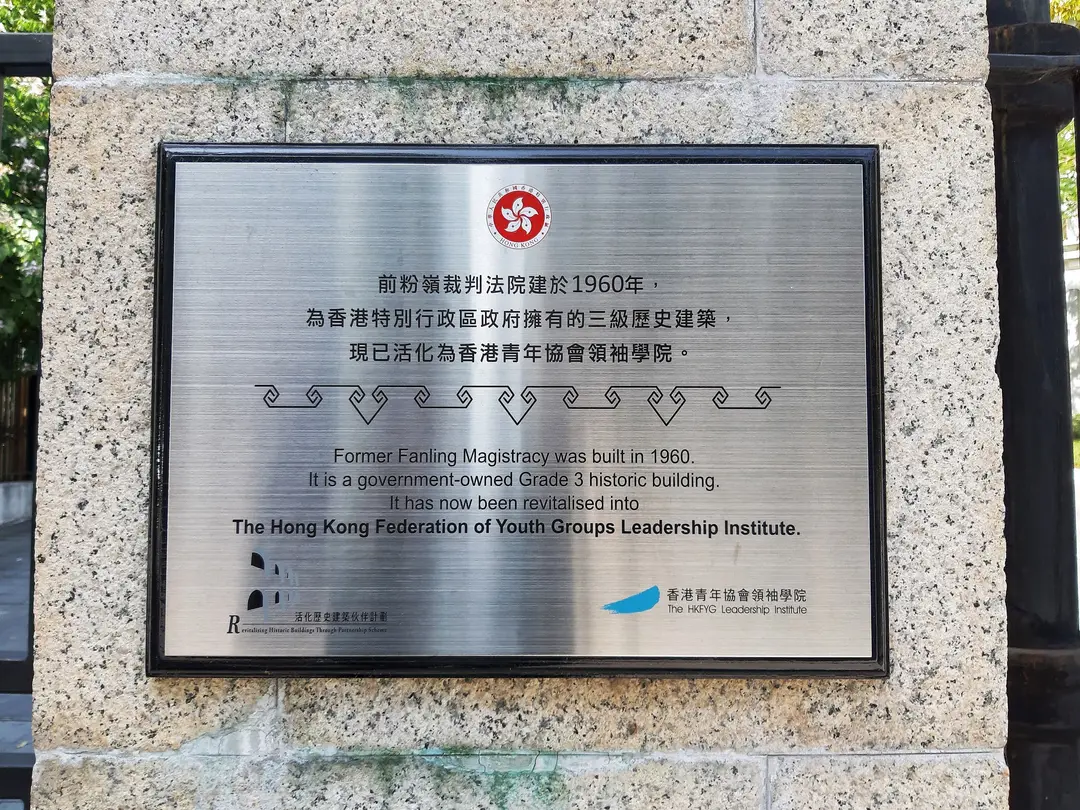 HONG KONG
前粉嶺裁判法院建於1960年，
為香港特別行政區政府擁有的三級歷史建築，
現已活化為香港青年協會領袖學院。
Former Fanling Magistracy was built in 1960.
It is a government-owned Grade 3 historic building.
It has now been revitalised into
The Hong Kong Federation of Youth Groups Leadership Institute.
活化歷史建築伙伴計劃
Revitalising Historic Buildings Through Partnership Scheme
香港青年協會領袖學院
The HKFYG Leadership Institute